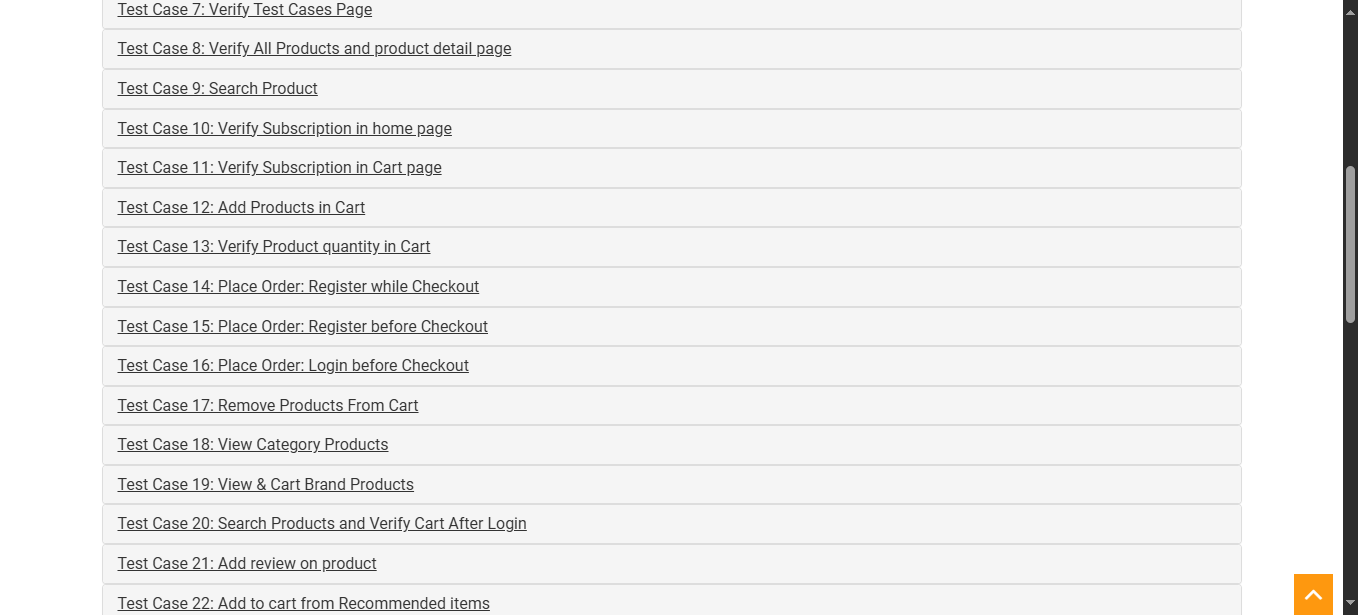 Test Case 7: Verify Test Cases Page
Test Case 8: Verify All Products and product detail page
Test Case 9: Search Product
Test Case 10: Verify Subscription in home page
Test Case 11: Verify Subscription in Cart page
Test Case 12: Add Products in Cart
Test Case 13: Verify Product quantity in Cart
Test Case 14: Place Order: Register while Checkout
Test Case 15: Place Order: Register before Checkout
Test Case 16: Place Order: Login before Checkout
Test Case 17: Remove Products From Cart
Test Case 18: View Category Products
Test Case 19: View & Cart Brand Products
Test Case 20: Search Products and Verify Cart After Login
Test Case 21: Add review on product
Test Case 22: Add to cart from Recommended items